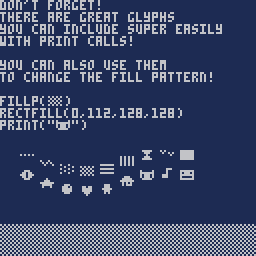 DON'T FORGET!
THERE ARE GREAT GLYPHS
YOU CAN INCLUDE SUPER EASILY
WITH PRINT CALLS!
YOU CAN ALSO USE THEM
TO CHANGE THE FILL PATTERN!
FILLP(▒)
RECTFILL(0,112,128,128)
PRINT("🐱")